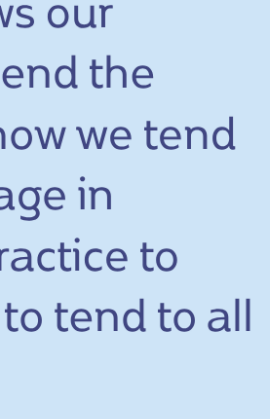 ws our
end the
how we tend
age in
ractice to
to tend to all